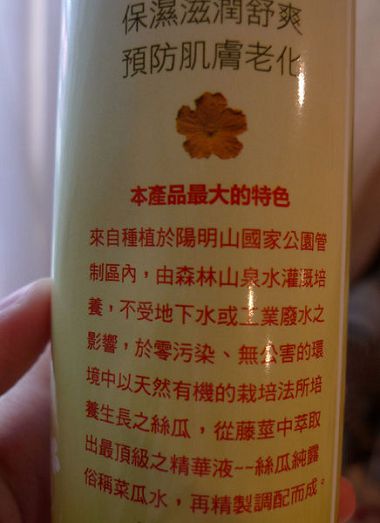 保濕滋潤舒爽
預防肌膚老化
本產品最大的特色
來自種植於陽明山國家公園管
制區內，由森林山泉水灌溉培
養，不受地下水或工業廢水之
影響，於零污染、無公害的環
境中以天然有機的栽培法所培
養生長之絲瓜，從藤莖中萃取
出最頂級之精華液~~絲瓜純露
俗稱菜瓜水，再精製調配而成。